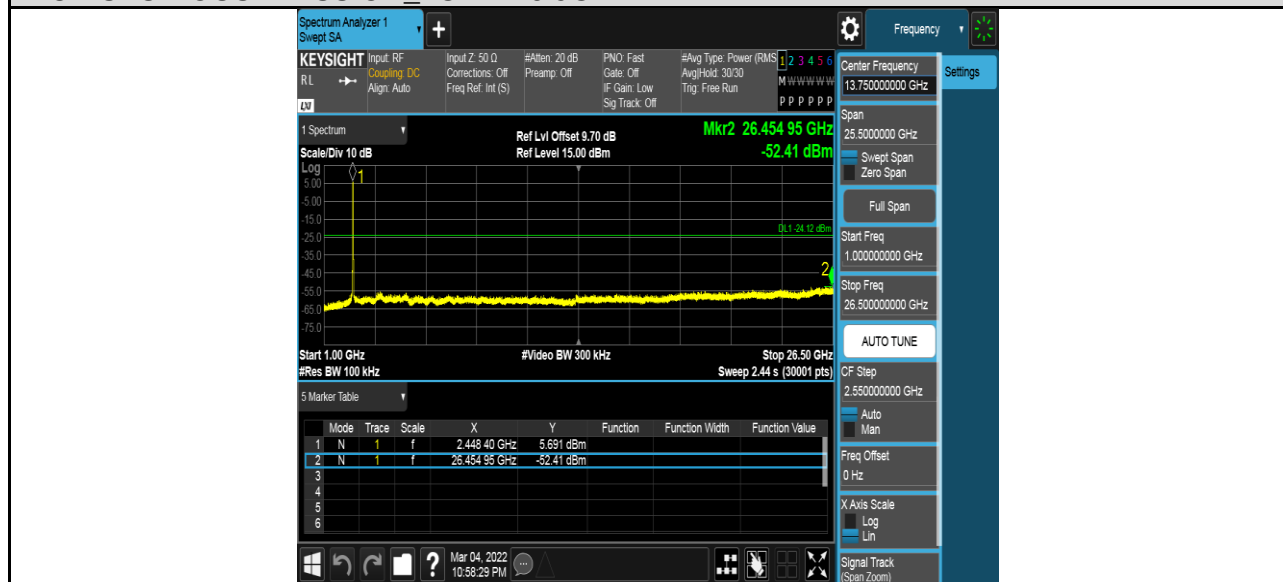 Spectrum Analyzer 1
Swept SA
+
Frequency
KEYSIGHT
RL
LXI
Input: RF
Coupling: DC
Align: Auto
Input Z: 50 Ω
Corrections: Off
Freq Ref: Int (S)
#Atten: 20 dB
Preamp: Off
PNO: Fast
Gate: Off
IF Gain: Low
Sig Track: Off
#Avg Type: Power (RMS
Avg|Hold: 30/30
Trig: Free Run
1 2 3 4 5 6
M W W W W W
P P P P P P
1 Spectrum
Scale/Div 10 dB
Ref Lvl Offset 9.70 dB
Ref Level 15.00 dBm
Mkr2 26.454 95 GHz
-52.41 dBm
Log
5.00
-5.00
-15.0
-25.0
-35.0
-45.0
-55.0
-65.0
-75.0
1
DL1 -24.12 dBm
2
Start 1.00 GHz
#Res BW 100 kHz
#Video BW 300 kHz
Stop 26.50 GHz
Sweep 2.44 s (30001 pts)
5 Marker Table
Mode Trace Scale X Y Function Function Width Function Value
1 N 1 f 2.448 40 GHz 5.691 dBm
2 N 1 f 26.454 95 GHz -52.41 dBm
3
4
5
6
Mar 04, 2022
10:58:29 PM
Center Frequency
13.750000000 GHz
Settings
Span
25.5000000 GHz
Swept Span
Zero Span
Full Span
Start Freq
1.000000000 GHz
Stop Freq
26.500000000 GHz
AUTO TUNE
CF Step
2.550000000 GHz
Auto
Man
Freq Offset
0 Hz
X Axis Scale
Log
Lin
Signal Track
(Span Zoom)